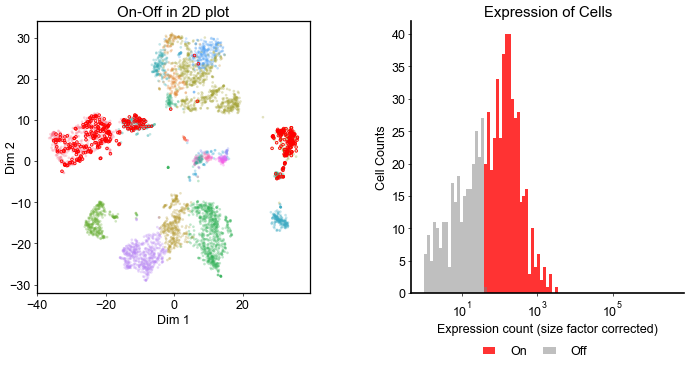 On-Off in 2D plot
30
20
10
0
−10
−20
−30
Dim 2
−40
−20
0
20
Dim 1
Expression of Cells
40
35
30
25
20
15
10
5
0
Cell Counts
10^1
10^3
10^5
Expression count (size factor corrected)
On
Off